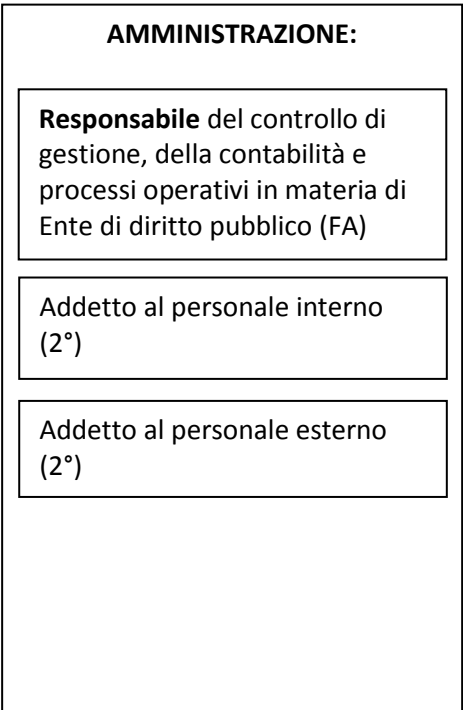 AMMINISTRAZIONE:
Responsabile del controllo di
gestione, della contabilità e
processi operativi in materia di
Ente di diritto pubblico (FA)
Addetto al personale interno
(2°)
Addetto al personale esterno
(2°)